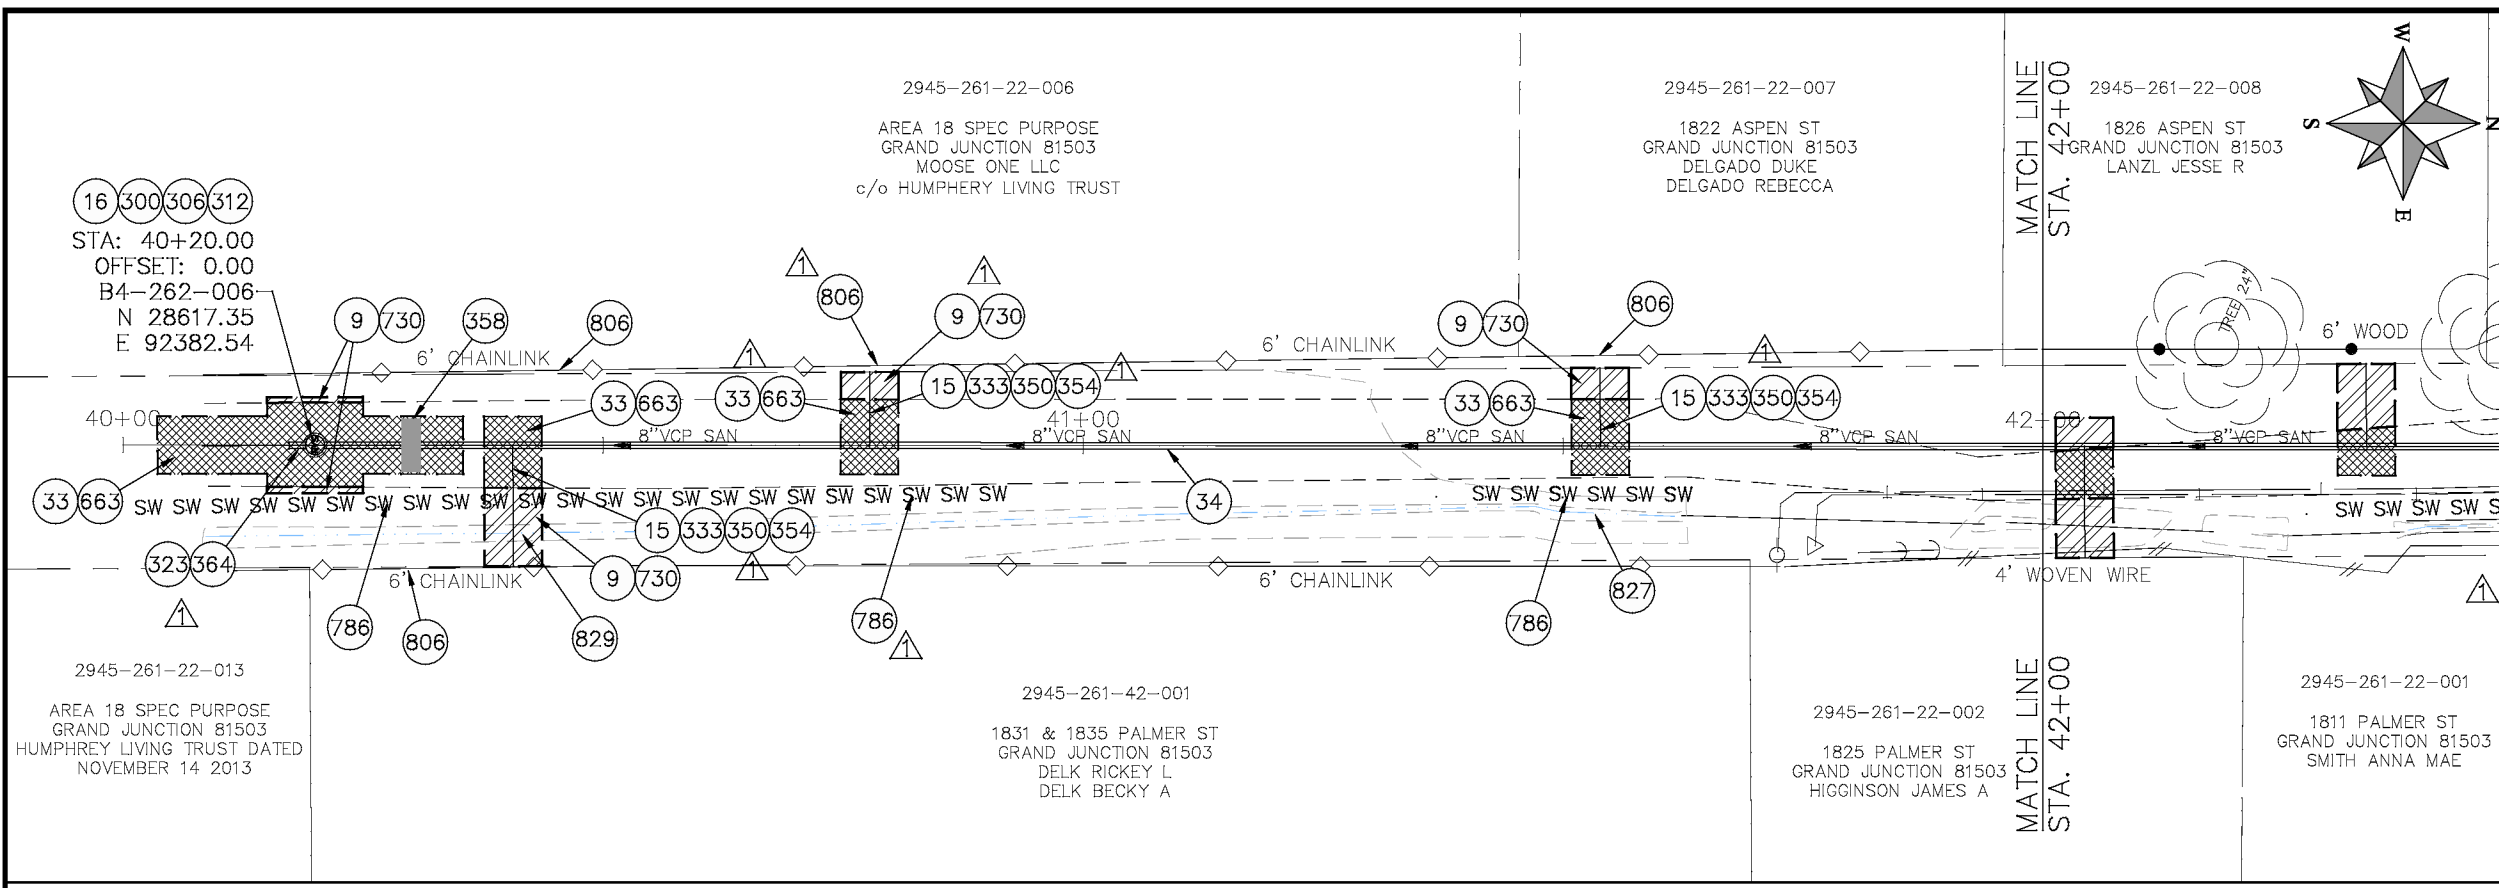 2945-261-22-006
AREA 18 SPEC PURPOSE
GRAND JUNCTION 81503
MOOSE ONE LLC
c/o HUMPHERY LIVING TRUST
2945-261-22-007
1822 ASPEN ST
GRAND JUNCTION 81503
DELGADO DUKE
DELGADO REBECCA
MATCH LINE
STA. 42+00
2945-261-22-008
1826 ASPEN ST
GRAND JUNCTION 81503
LANZL JESSE R
W
S
N
E
16 300 306 312
STA: 40+20.00
OFFSET: 0.00
B4-262-006
N 28617.35
E 92382.54
9 730
358
806
1
806
1
9 730
9 730
806
TREE 24"
6' WOOD
6' CHAINLINK
1
6' CHAINLINK
1
1
33 663
33 663
15 333 350 354
33 663
15 333 350 354
40+00
41+00
42+00
8"VCP SAN
8"VCP SAN
8"VCP SAN
8"VCP SAN
8"VCP SAN
33 663
SW SW SW SW SW SW SW SW SW SW SW SW SW SW SW SW SW SW SW SW SW SW SW
34
SW SW SW SW SW SW
SW SW SW SW S
15 333 350 354
323 364
6' CHAINLINK
9 730
1
6' CHAINLINK
827
4' WOVEN WIRE
1
1
786
806
829
786
1
786
2945-261-22-013
AREA 18 SPEC PURPOSE
GRAND JUNCTION 81503
HUMPHREY LIVING TRUST DATED
NOVEMBER 14 2013
2945-261-42-001
1831 & 1835 PALMER ST
GRAND JUNCTION 81503
DELK RICKEY L
DELK BECKY A
2945-261-22-002
1825 PALMER ST
GRAND JUNCTION 81503
HIGGINSON JAMES A
MATCH LINE
STA. 42+00
2945-261-22-001
1811 PALMER ST
GRAND JUNCTION 81503
SMITH ANNA MAE